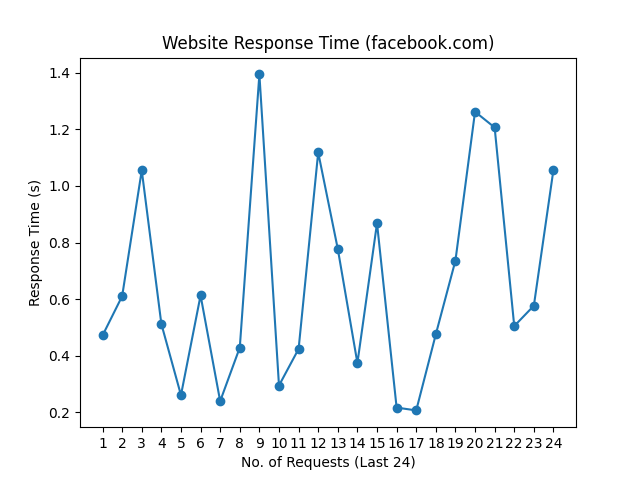 Website Response Time (facebook.com)
1.4
1.2
1.0
0.8
0.6
0.4
0.2
Response Time (s)
1 2 3 4 5 6 7 8 9 10 11 12 13 14 15 16 17 18 19 20 21 22 23 24
No. of Requests (Last 24)